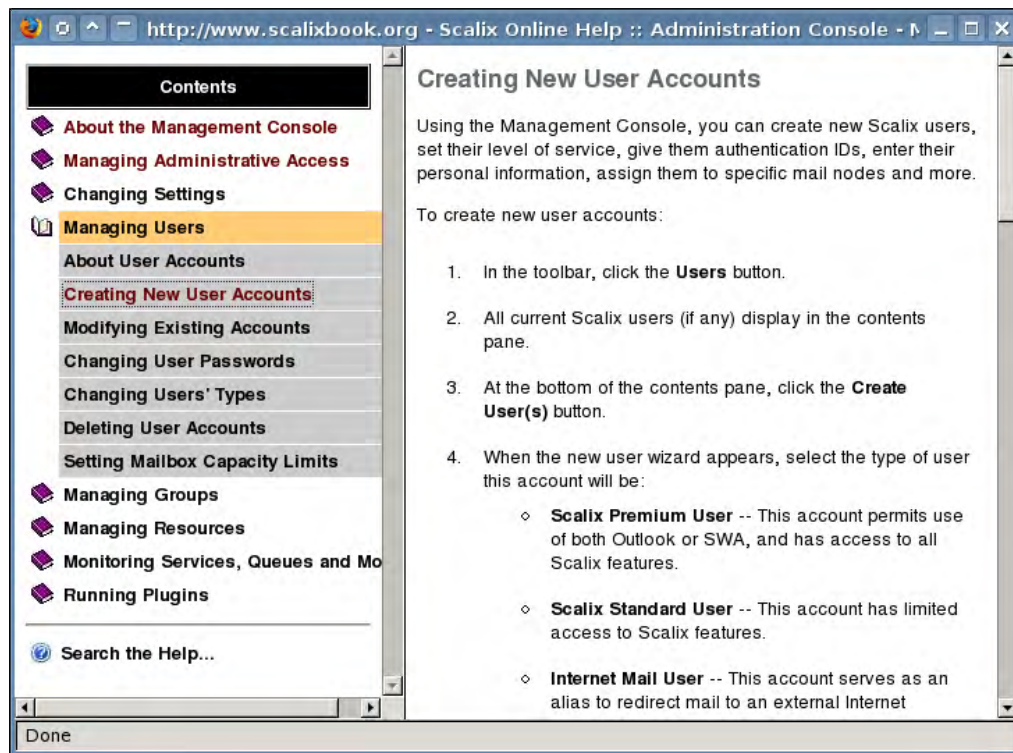 http://www.scalixbook.org - Scalix Online Help :: Administration Console - M
Contents
About the Management Console
Managing Administrative Access
Changing Settings
Managing Users
About User Accounts
Creating New User Accounts
Modifying Existing Accounts
Changing User Passwords
Changing Users' Types
Deleting User Accounts
Setting Mailbox Capacity Limits
Managing Groups
Managing Resources
Monitoring Services, Queues and Mo
Running Plugins
Search the Help...
Creating New User Accounts
Using the Management Console, you can create new Scalix users,
set their level of service, give them authentication IDs, enter their
personal information, assign them to specific mail nodes and more.
To create new user accounts:
1. In the toolbar, click the Users button.
2. All current Scalix users (if any) display in the contents
pane.
3. At the bottom of the contents pane, click the Create
User(s) button.
4. When the new user wizard appears, select the type of user
this account will be:
Scalix Premium User -- This account permits use
of both Outlook or SWA, and has access to all
Scalix features.
Scalix Standard User -- This account has limited
access to Scalix features.
Internet Mail User -- This account serves as an
alias to redirect mail to an external Internet
Done